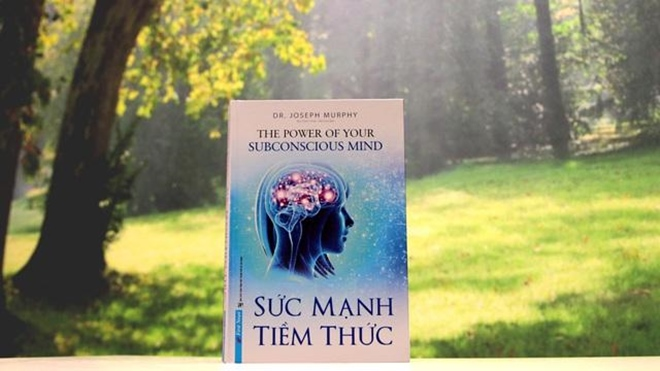 DR. JOSEPH MURPHY
THE POWER OF YOUR
SUBCONSCIOUS MIND
SỨC MẠNH
TIỀM THỨC